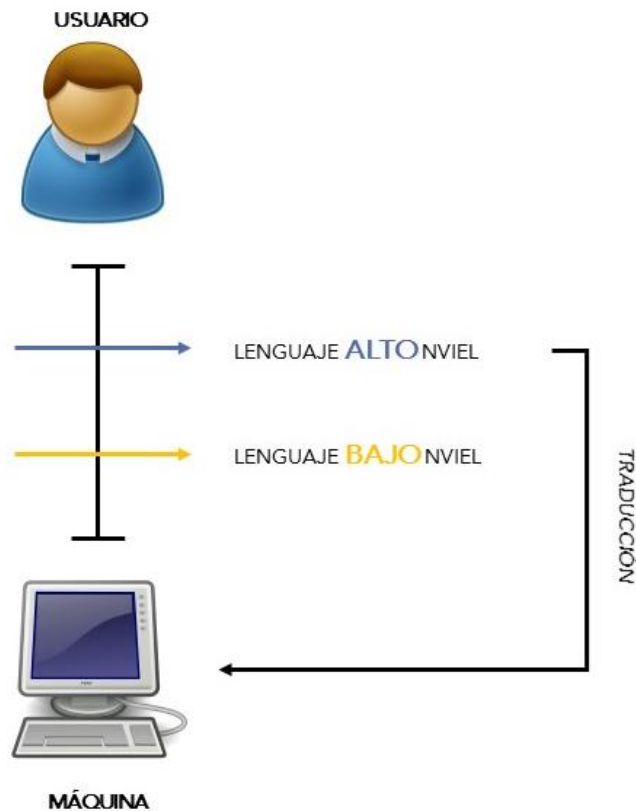 USUARIO
LENGUAJE ALTO NVIEL
LENGUAJE BAJO NVIEL
TRADUCCIÓN
MÁQUINA